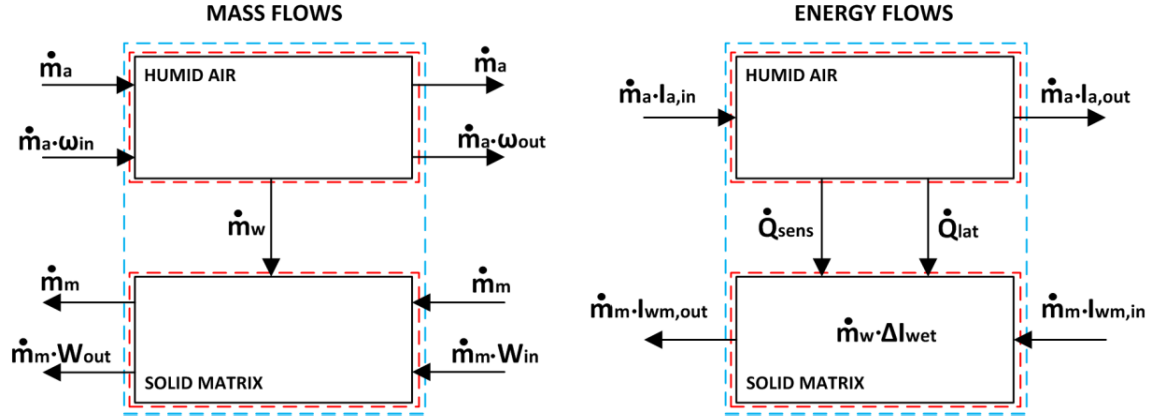 MASS FLOWS
ṁa
ṁa
HUMID AIR
ṁa·ωin
ṁa·ωout
ṁw
ṁm
ṁm
ṁm·Wout
ṁm·Win
SOLID MATRIX
ENERGY FLOWS
HUMID AIR
ṁa·Ia,in
ṁa·Ia,out
Q̇sens
Q̇lat
ṁm·Iwm,out
ṁm·Iwm,in
ṁw·ΔIwet
SOLID MATRIX